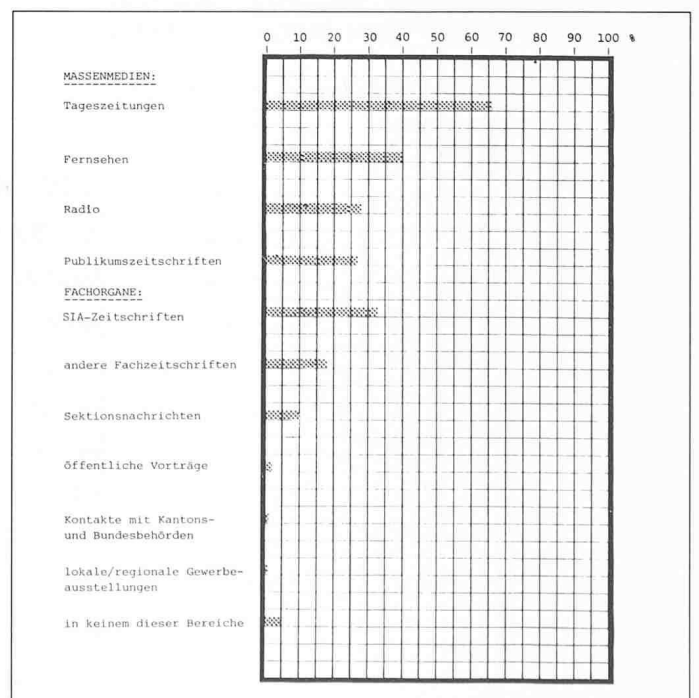 0 10 20 30 40 50 60 70 80 90 100 %
MASSENMEDIEN:
Tageszeitungen
Fernsehen
Radio
Publikumszeitschriften
FACHORGANE:
SIA-Zeitschriften
andere Fachzeitschriften
Sektionsnachrichten
öffentliche Vorträge
Kontakte mit Kantons-
und Bundesbehörden
lokale/regionale Gewerbe-
ausstellungen
in keinem dieser Bereiche